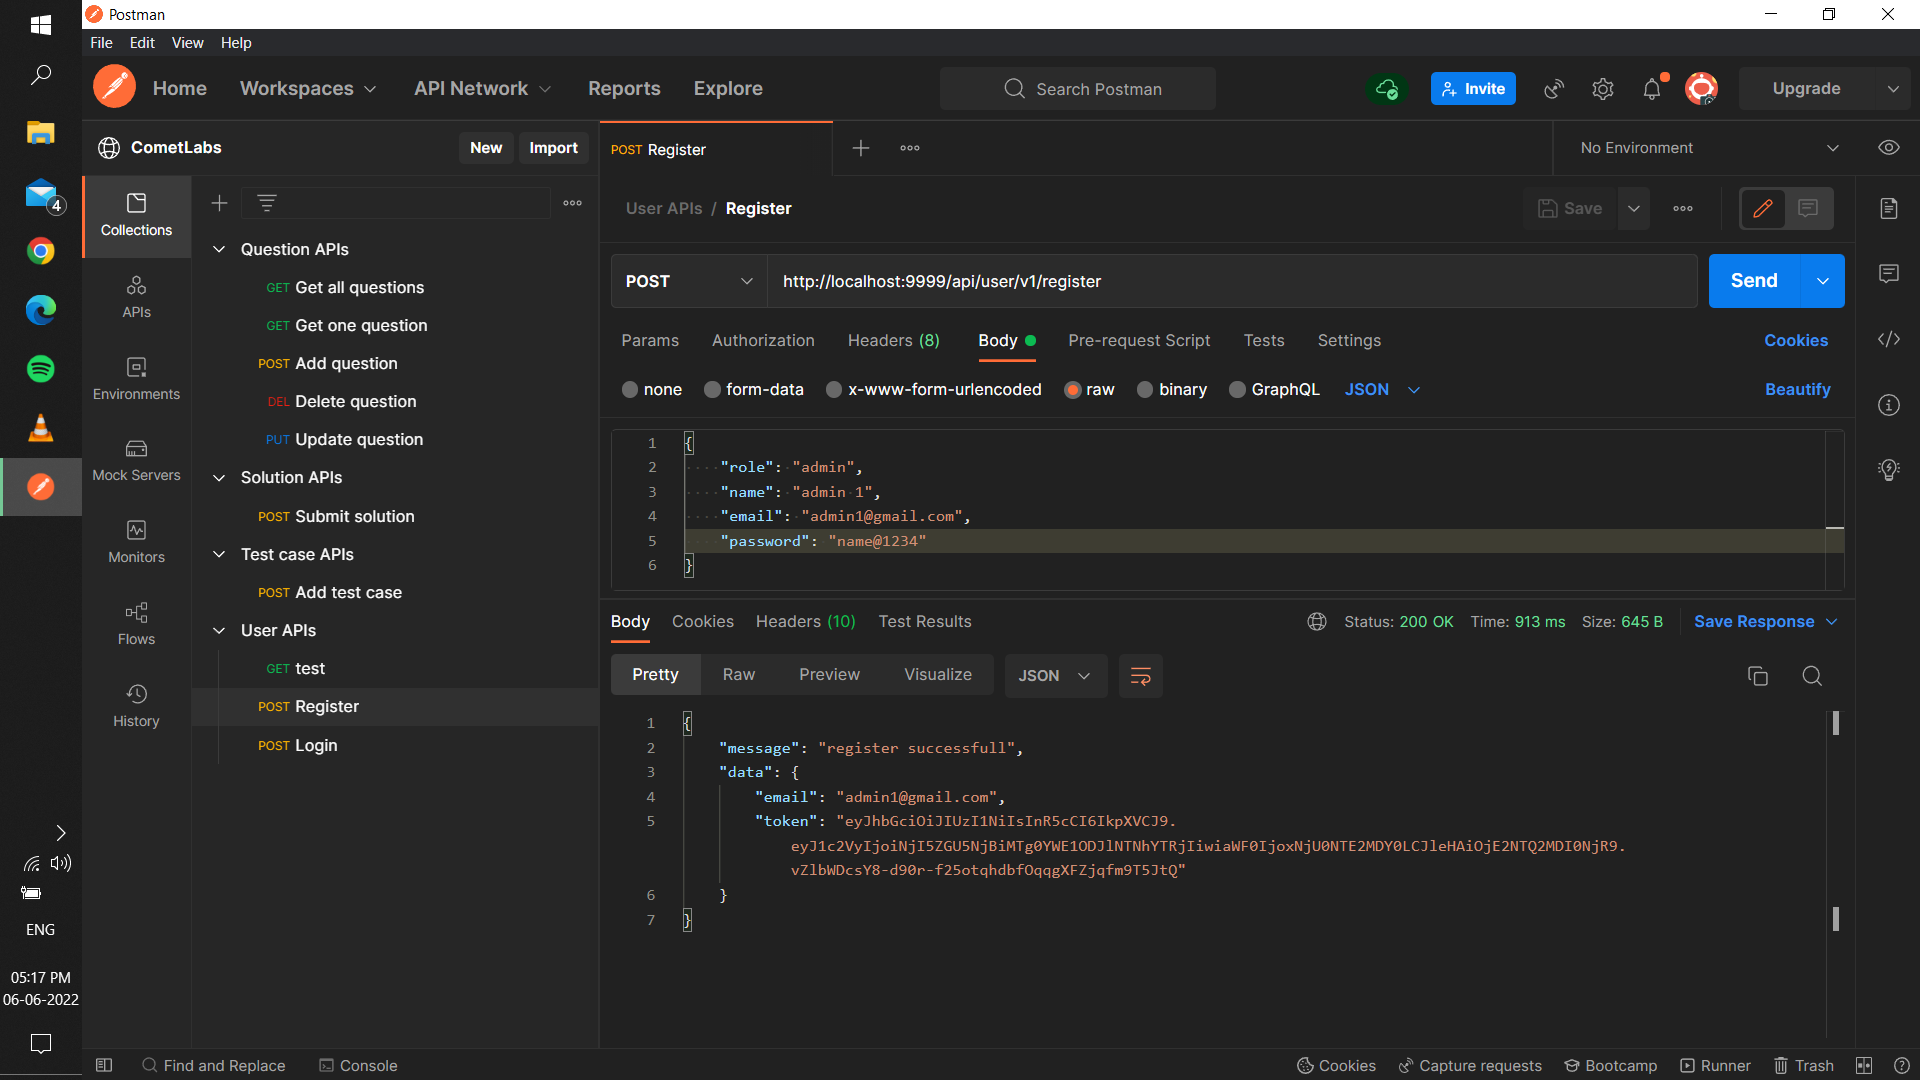 Postman
File Edit View Help
Home Workspaces API Network Reports Explore Search Postman Invite Upgrade
CometLabs New Import
POST Register
No Environment
User APIs / Register
Save
Collections
APIs
Environments
Mock Servers
Monitors
Flows
History
Question APIs
GET Get all questions
GET Get one question
POST Add question
DEL Delete question
PUT Update question
Solution APIs
POST Submit solution
Test case APIs
POST Add test case
User APIs
GET test
POST Register
POST Login
POST http://localhost:9999/api/user/v1/register Send
Params Authorization Headers (8) Body Pre-request Script Tests Settings Cookies
none form-data x-www-form-urlencoded raw binary GraphQL JSON Beautify
1 {
2 "role": "admin",
3 "name": "admin 1",
4 "email": "admin1@gmail.com",
5 "password": "name@1234"
6 }
Body Cookies Headers (10) Test Results Status: 200 OK Time: 913 ms Size: 645 B Save Response
Pretty Raw Preview Visualize JSON
1 {
2 "message": "register successfull",
3 "data": {
4 "email": "admin1@gmail.com",
5 "token": "eyJhbGciOiJIUzI1NiIsInR5cCI6IkpXVCJ9.
eyJ1c2VyIjoiNjI5ZGU5NjBiMTg0YWE1ODJlNTNhYTRjIiwiaWF0IjoxNjU0NTE2MDY0LCJleHAiOjE2NTQ2MDI0NjR9.
vZlbWDcsY8-d90r-f25otqhdbfOqqgXFZjqfm9T5JtQ"
6 }
7 }
4
ENG
05:17 PM
06-06-2022
Find and Replace Console Cookies Capture requests Bootcamp Runner Trash